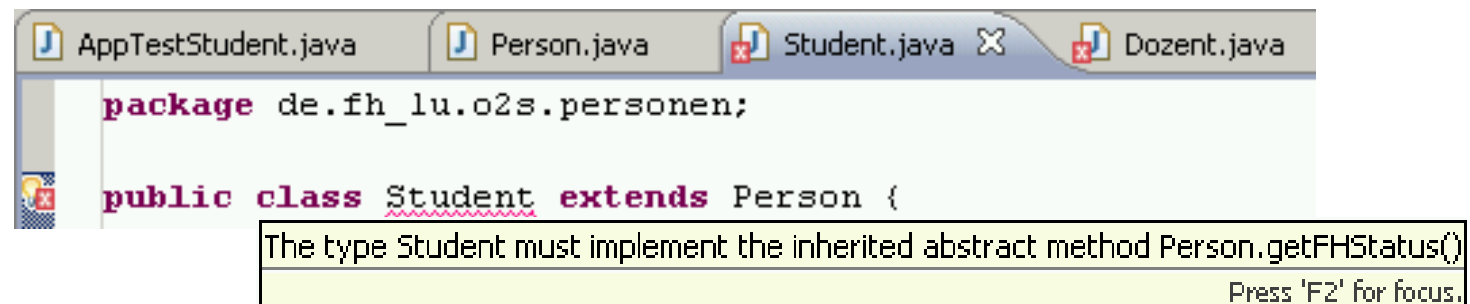 AppTestStudent.java Person.java Student.java Dozent.java
package de.fh_lu.o2s.personen;
public class Student extends Person {
The type Student must implement the inherited abstract method Person.getFHStatus()
Press 'F2' for focus.